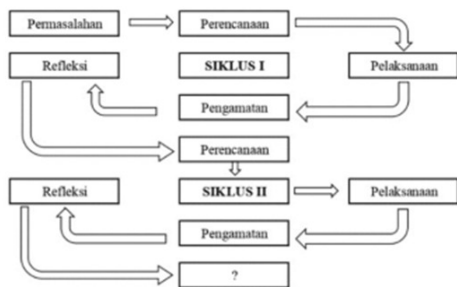 Permasalahan
Perencanaan
Refleksi
SIKLUS I
Pelaksanaan
Pengamatan
Perencanaan
Refleksi
SIKLUS II
Pelaksanaan
Pengamatan
?